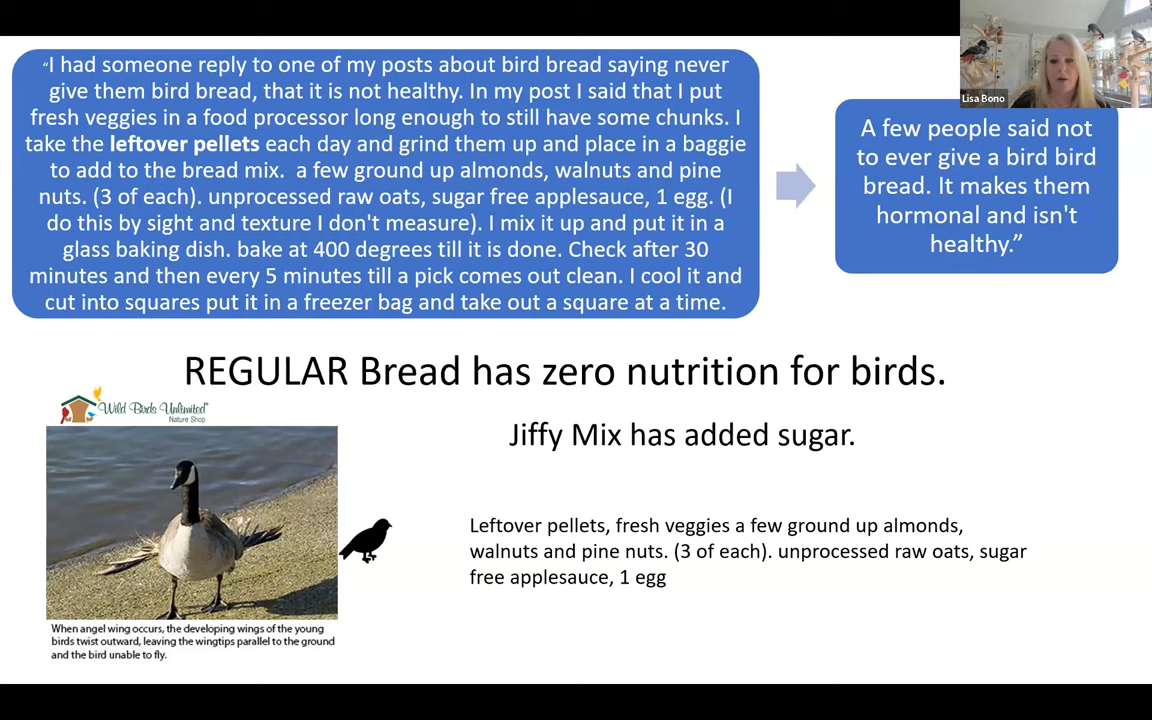 “I had someone reply to one of my posts about bird bread saying never
give them bird bread, that it is not healthy. In my post I said that I put
fresh veggies in a food processor long enough to still have some chunks. I
take the leftover pellets each day and grind them up and place in a baggie
to add to the bread mix.  a few ground up almonds, walnuts and pine
nuts. (3 of each). unprocessed raw oats, sugar free applesauce, 1 egg. (I
do this by sight and texture I don't measure). I mix it up and put it in a
glass baking dish. bake at 400 degrees till it is done. Check after 30
minutes and then every 5 minutes till a pick comes out clean. I cool it and
cut into squares put it in a freezer bag and take out a square at a time.
Lisa Bono
A few people said not
to ever give a bird bird
bread. It makes them
hormonal and isn't
healthy.”
REGULAR Bread has zero nutrition for birds.
Jiffy Mix has added sugar.
Wild Birds Unlimited
Nature Shop
Leftover pellets, fresh veggies a few ground up almonds,
walnuts and pine nuts. (3 of each). unprocessed raw oats, sugar
free applesauce, 1 egg
When angel wing occurs, the developing wings of the young
birds twist outward, leaving the wingtips parallel to the ground
and the bird unable to fly.